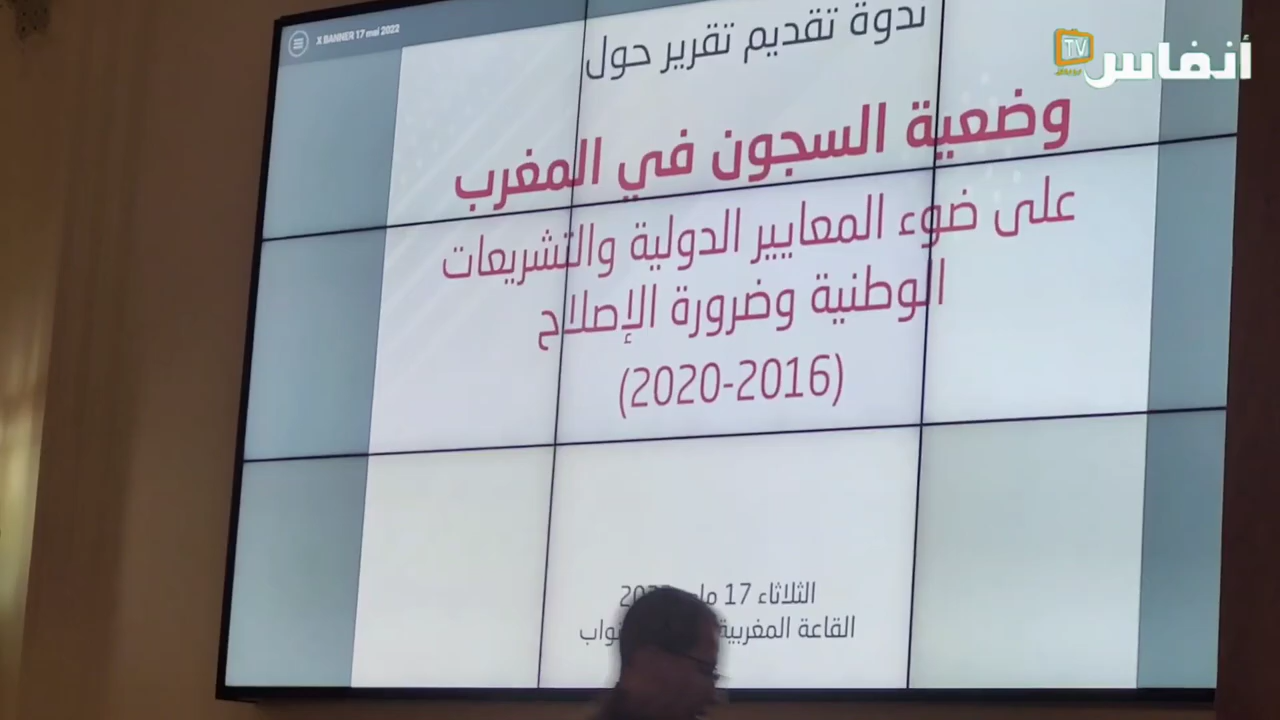 X BANNER 17 mai 2022
ندوة تقديم تقرير حول
أنفاس
TV
وضعية السجون في المغرب
على ضوء المعايير الدولية والتشريعات
الوطنية وضرورة الإصلاح
(2016-2020)
الثلاثاء 17
القاعة المغربية